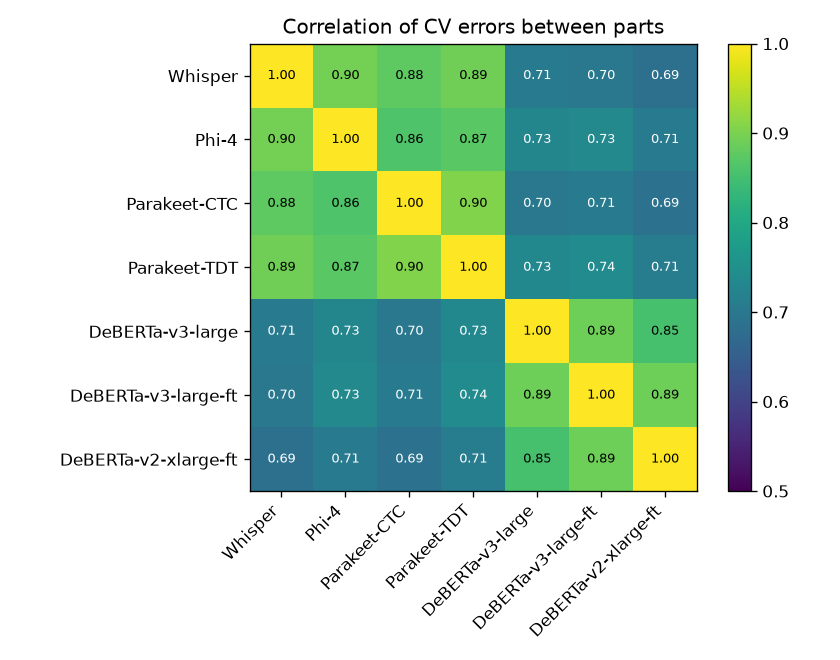 Correlation of CV errors between parts
Whisper 1.00 0.90 0.88 0.89 0.71 0.70 0.69
Phi-4 0.90 1.00 0.86 0.87 0.73 0.73 0.71
Parakeet-CTC 0.88 0.86 1.00 0.90 0.70 0.71 0.69
Parakeet-TDT 0.89 0.87 0.90 1.00 0.73 0.74 0.71
DeBERTa-v3-large 0.71 0.73 0.70 0.73 1.00 0.89 0.85
DeBERTa-v3-large-ft 0.70 0.73 0.71 0.74 0.89 1.00 0.89
DeBERTa-v2-xlarge-ft 0.69 0.71 0.69 0.71 0.85 0.89 1.00
Whisper
Phi-4
Parakeet-CTC
Parakeet-TDT
DeBERTa-v3-large
DeBERTa-v3-large-ft
DeBERTa-v2-xlarge-ft
1.0
0.9
0.8
0.7
0.6
0.5